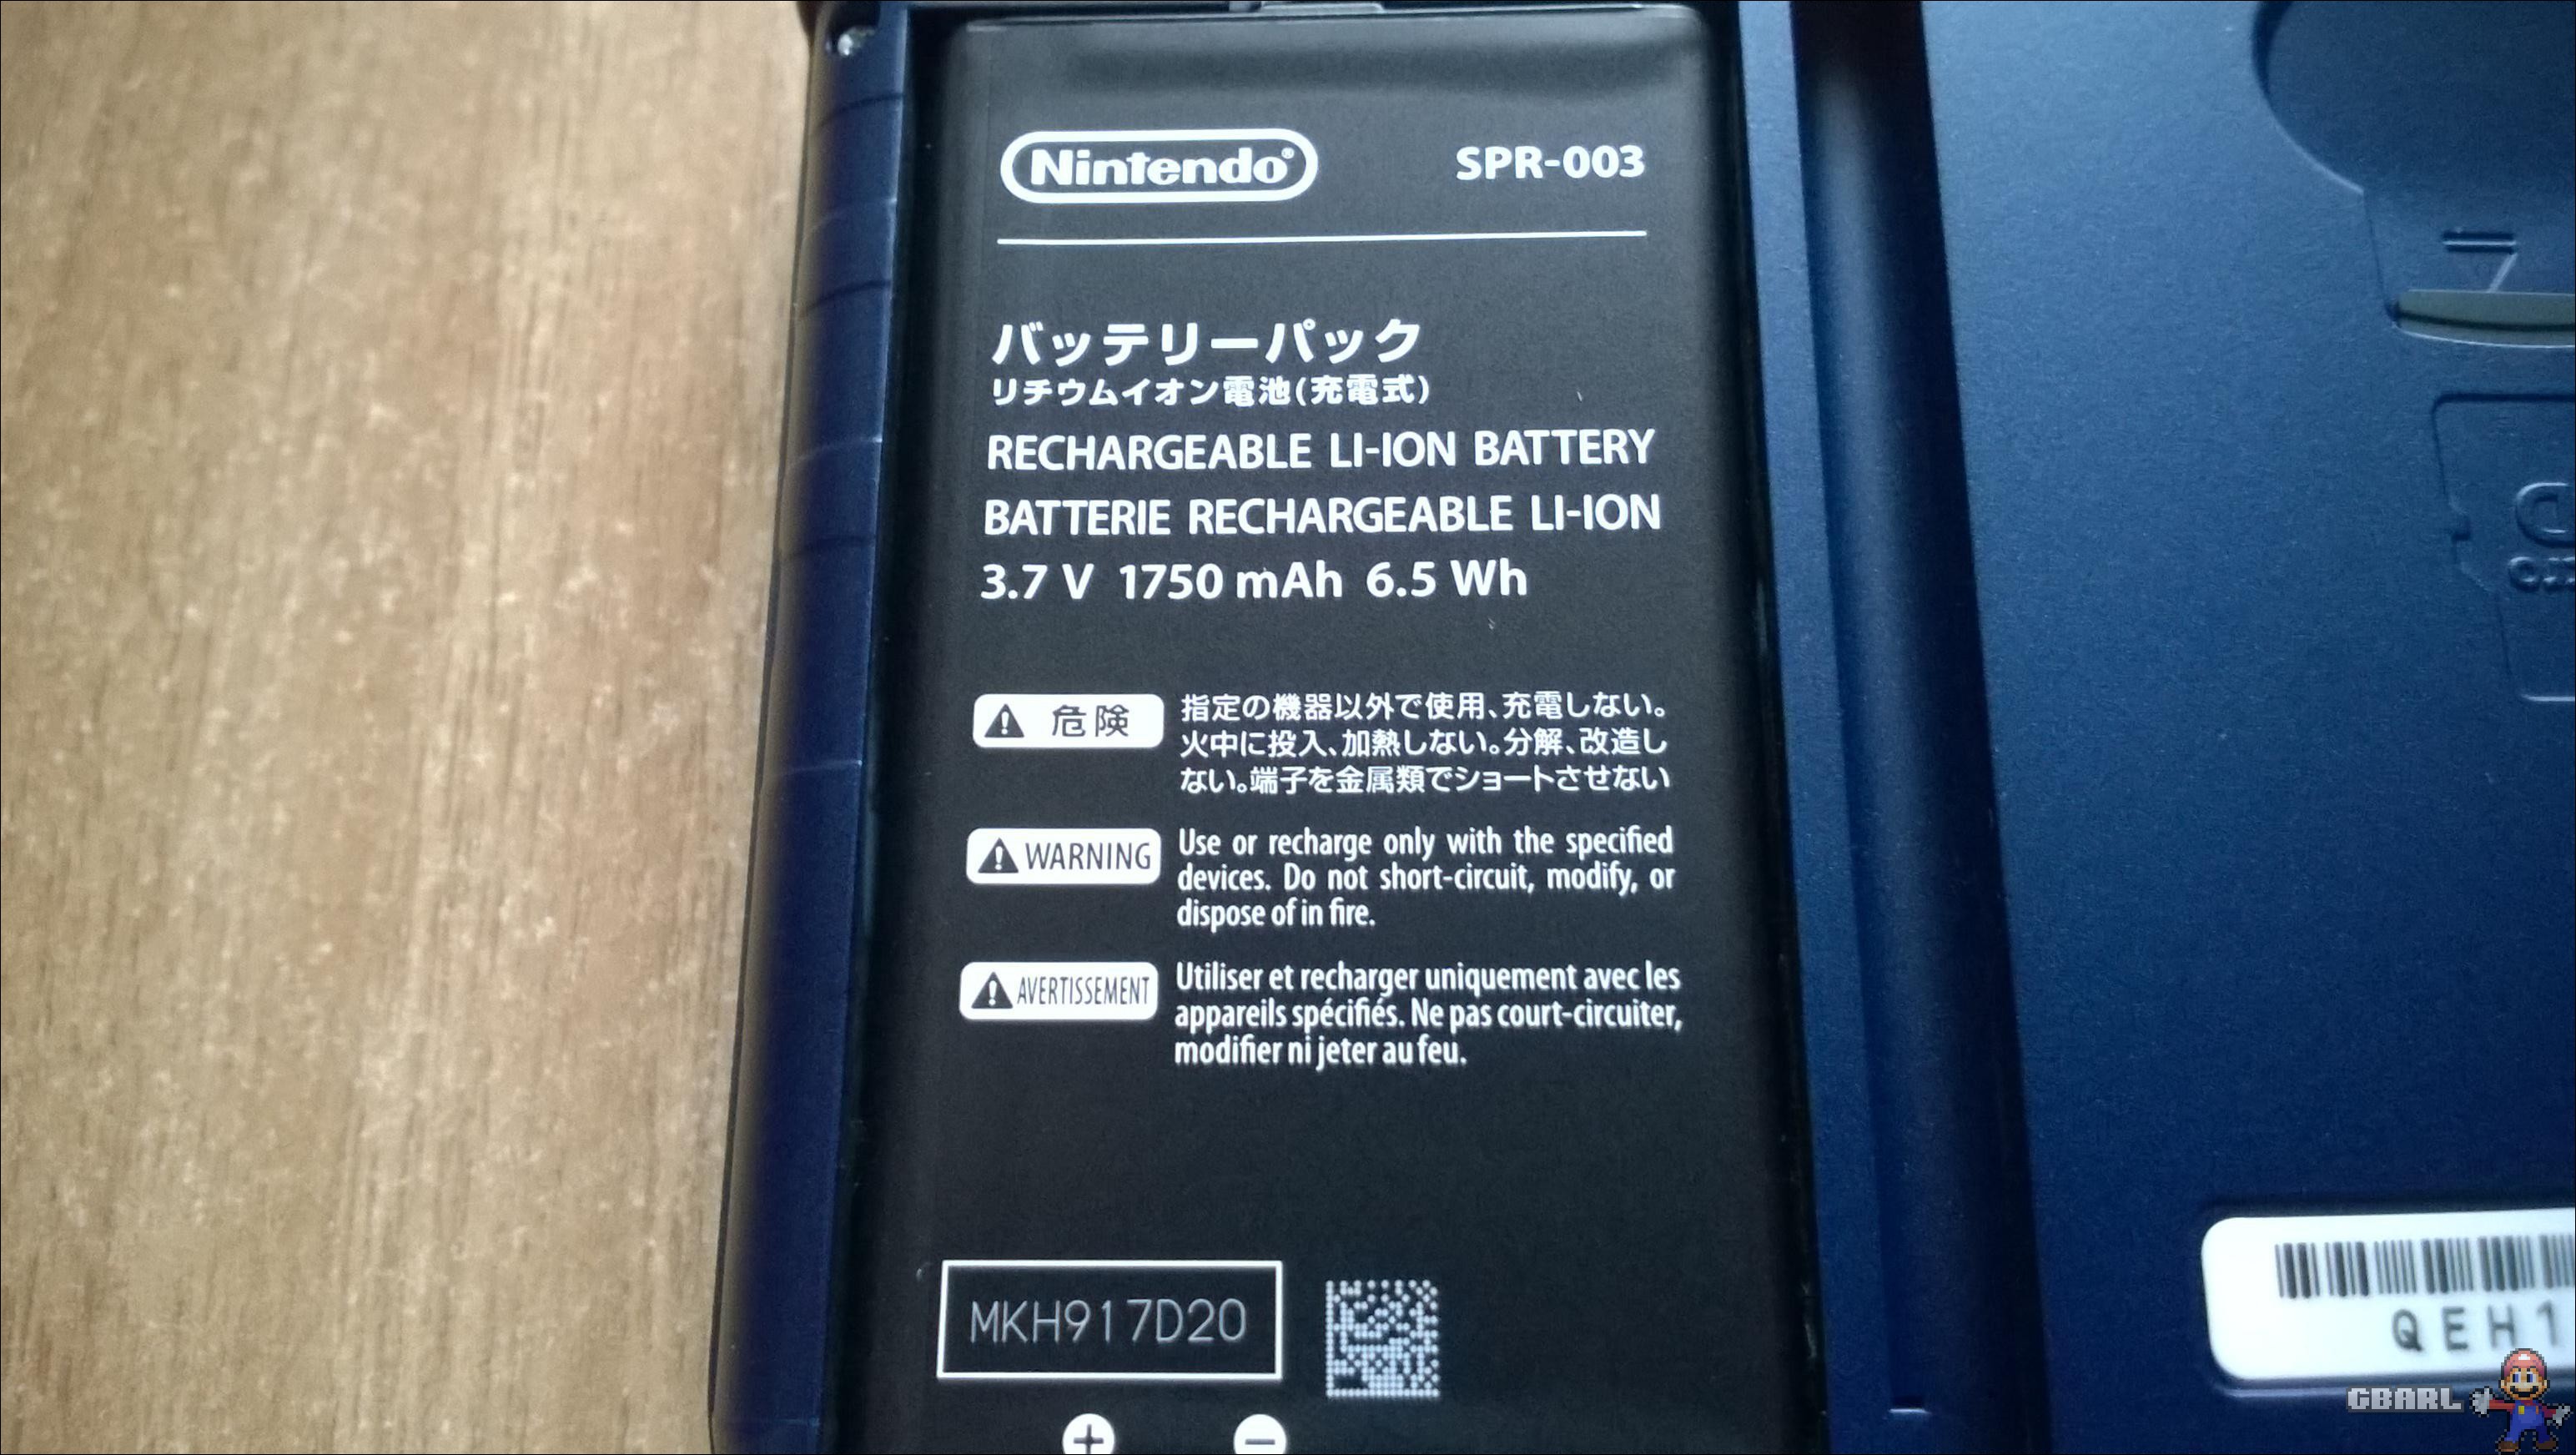 Nintendo®
SPR-003
バッテリーパック
リチウムイオン電池(充電式)
RECHARGEABLE LI-ION BATTERY
BATTERIE RECHARGEABLE LI-ION
3.7 V 1750 mAh 6.5 Wh
危険
指定の機器以外で使用、充電しない。
火中に投入、加熱しない。分解、改造し
ない。端子を金属類でショートさせない
WARNING
Use or recharge only with the specified
devices. Do not short-circuit, modify, or
dispose of in fire.
AVERTISSEMENT
Utiliser et recharger uniquement avec les
appareils spécifiés. Ne pas court-circuiter,
modifier ni jeter au feu.
MKH917D20
+ −
QEH1
GBARL